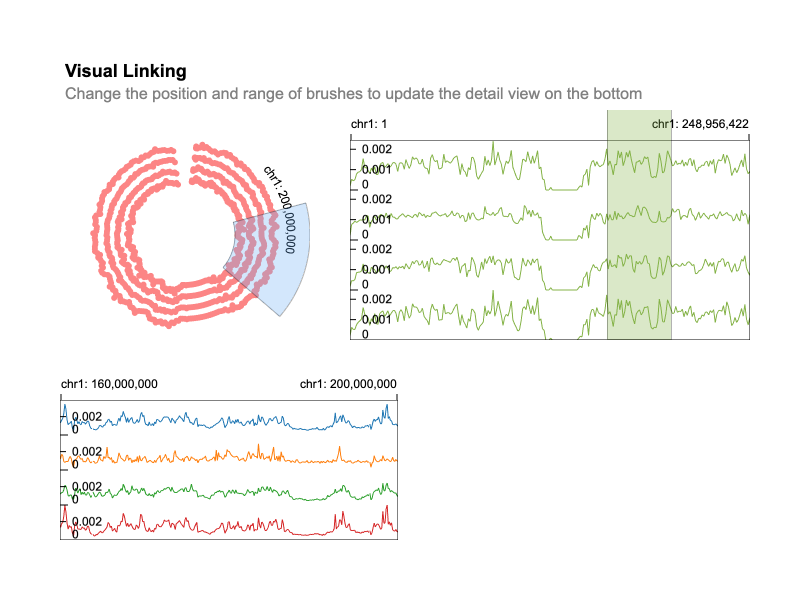 Visual Linking
Change the position and range of brushes to update the detail view on the bottom
chr1: 200,000,000
chr1: 1
chr1: 248,956,422
0.002
0.001
0
0.002
0.001
0
0.002
0.001
0
0.002
0.001
0
chr1: 160,000,000
chr1: 200,000,000
0.002
0
0.002
0
0.002
0
0.002
0